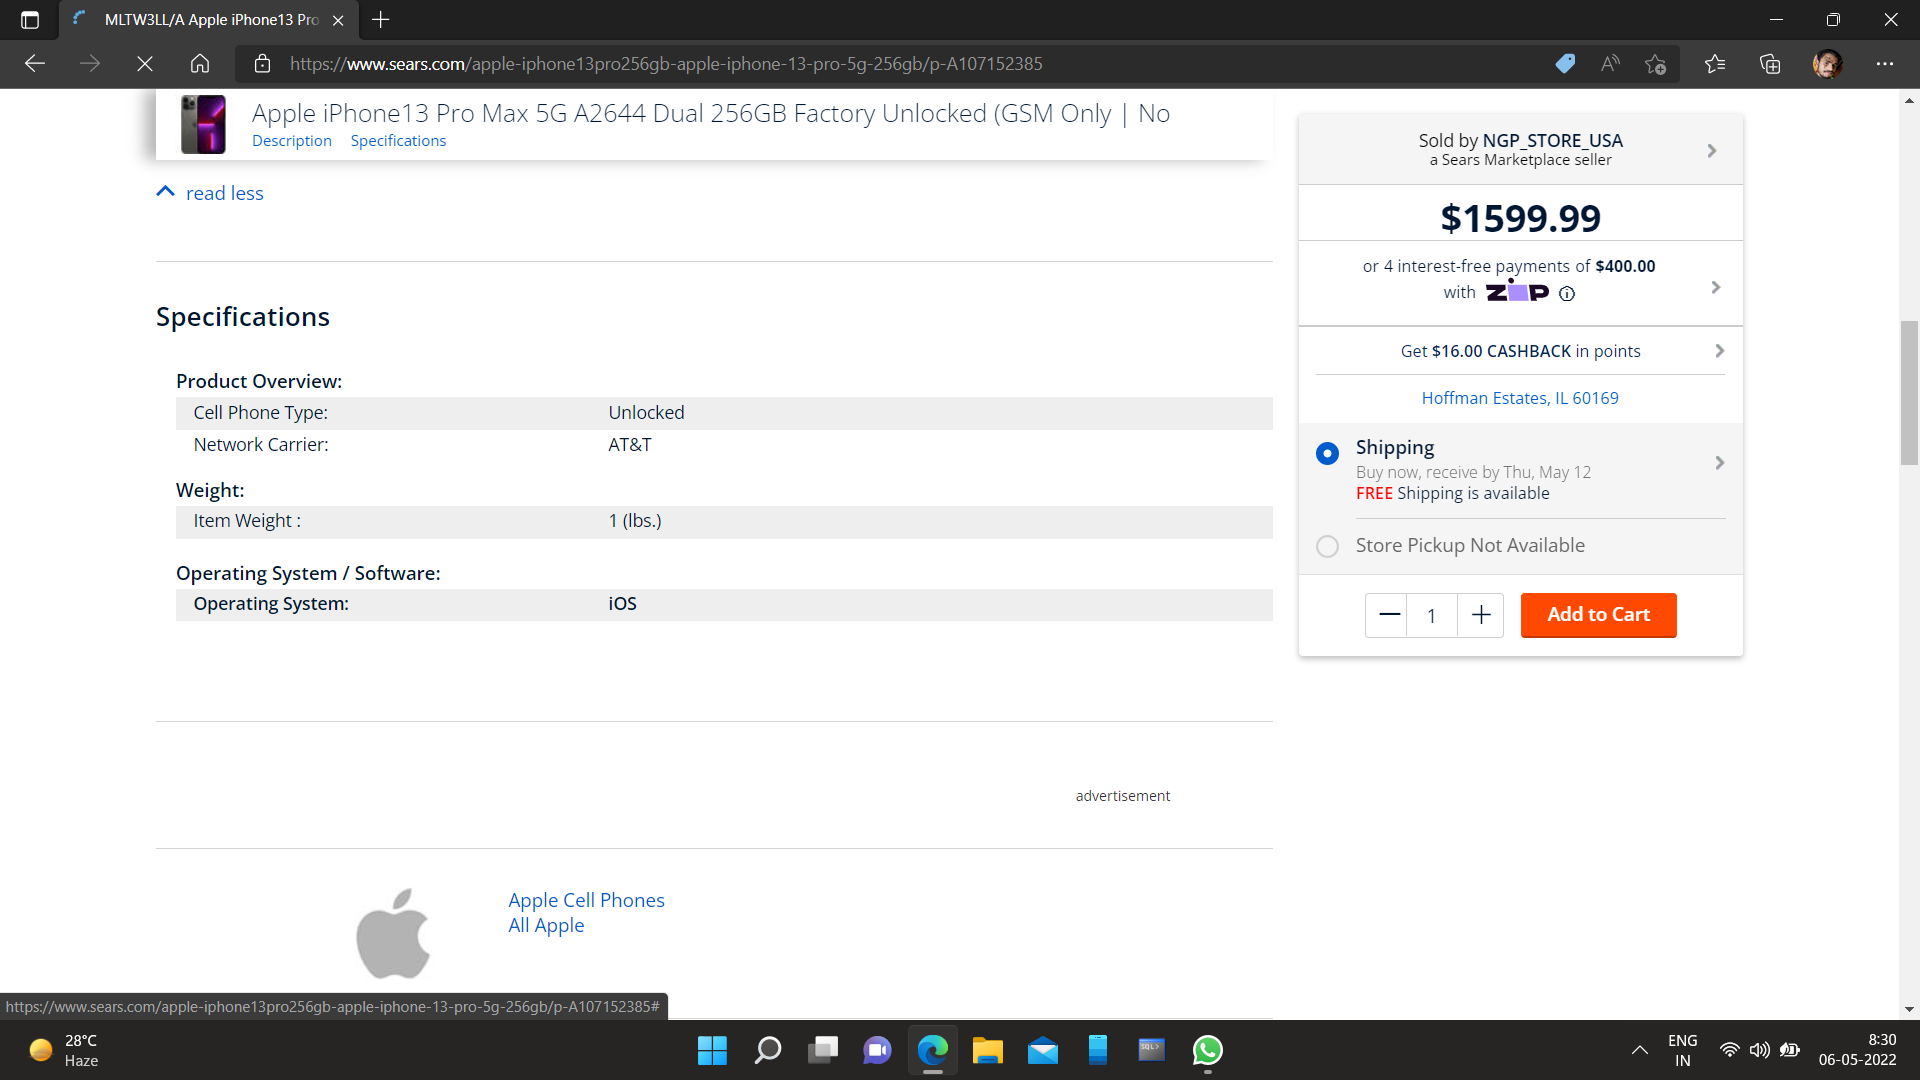 MLTW3LL/A Apple iPhone13 Pro
https://www.sears.com/apple-iphone13pro256gb-apple-iphone-13-pro-5g-256gb/p-A107152385
Apple iPhone13 Pro Max 5G A2644 Dual 256GB Factory Unlocked (GSM Only | No
Description Specifications
read less
Specifications
Product Overview:
Cell Phone Type: Unlocked
Network Carrier: AT&T
Weight:
Item Weight : 1 (lbs.)
Operating System / Software:
Operating System: iOS
advertisement
Apple Cell Phones
All Apple
Sold by NGP_STORE_USA
a Sears Marketplace seller
$1599.99
or 4 interest-free payments of $400.00
with ZIP
Get $16.00 CASHBACK in points
Hoffman Estates, IL 60169
Shipping
Buy now, receive by Thu, May 12
FREE Shipping is available
Store Pickup Not Available
1
Add to Cart
https://www.sears.com/apple-iphone13pro256gb-apple-iphone-13-pro-5g-256gb/p-A107152385#
28°C
Haze
SQL>
ENG
IN
8:30
06-05-2022